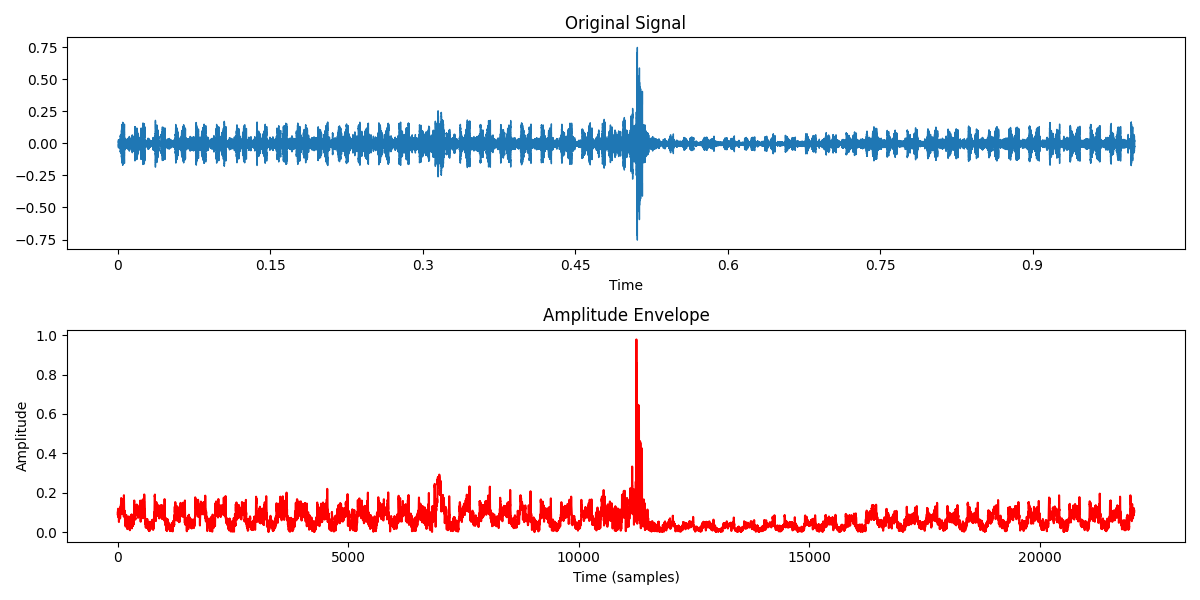 Original Signal
0.75
0.50
0.25
0.00
−0.25
−0.50
−0.75
0 0.15 0.3 0.45 0.6 0.75 0.9
Time
Amplitude Envelope
1.0
0.8
0.6
0.4
0.2
0.0
Amplitude
0 5000 10000 15000 20000
Time (samples)